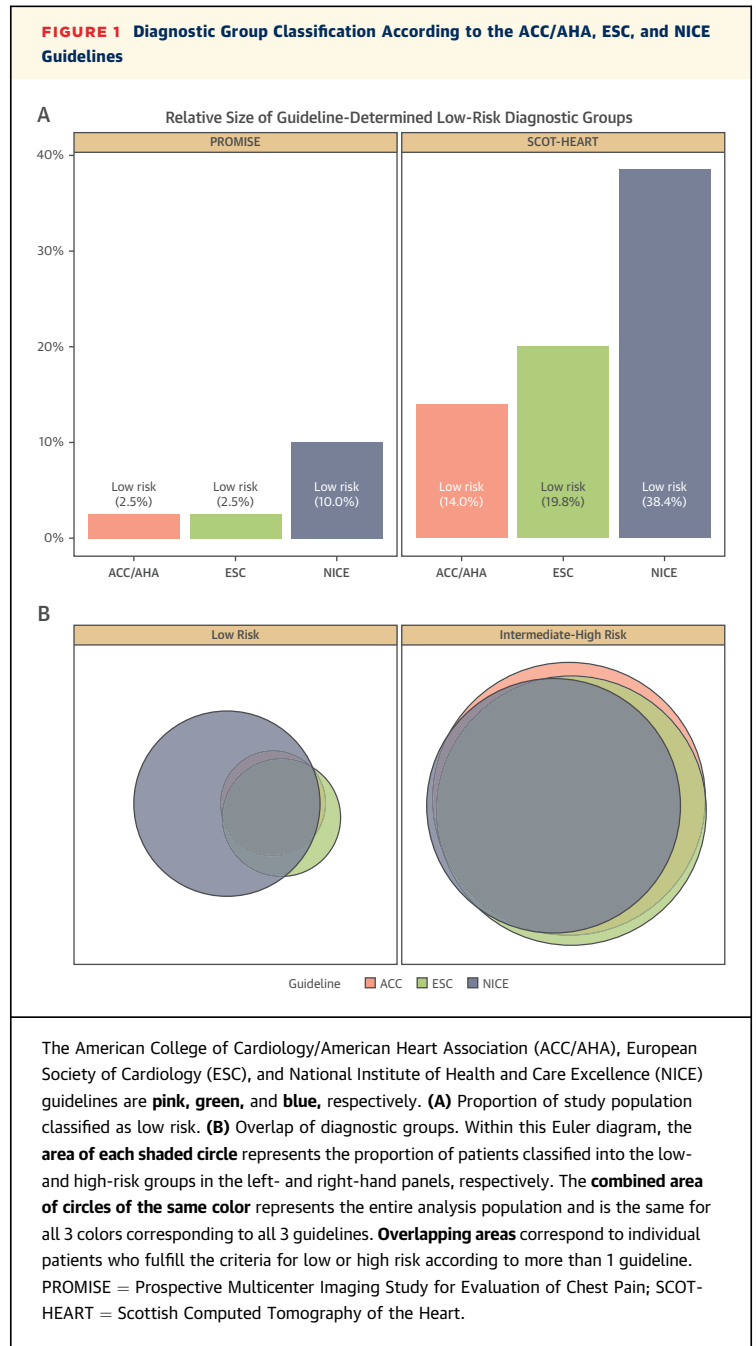 FIGURE 1 Diagnostic Group Classification According to the ACC/AHA, ESC, and NICE
Guidelines
A
Relative Size of Guideline-Determined Low-Risk Diagnostic Groups
PROMISE
SCOT-HEART
40%
30%
20%
10%
0%
Low risk
(2.5%)
Low risk
(2.5%)
Low risk
(10.0%)
Low risk
(14.0%)
Low risk
(19.8%)
Low risk
(38.4%)
ACC/AHA
ESC
NICE
ACC/AHA
ESC
NICE
B
Low Risk
Intermediate-High Risk
Guideline
ACC
ESC
NICE
The American College of Cardiology/American Heart Association (ACC/AHA), European
Society of Cardiology (ESC), and National Institute of Health and Care Excellence (NICE)
guidelines are pink, green, and blue, respectively. (A) Proportion of study population
classified as low risk. (B) Overlap of diagnostic groups. Within this Euler diagram, the
area of each shaded circle represents the proportion of patients classified into the low-
and high-risk groups in the left- and right-hand panels, respectively. The combined area
of circles of the same color represents the entire analysis population and is the same for
all 3 colors corresponding to all 3 guidelines. Overlapping areas correspond to individual
patients who fulfill the criteria for low or high risk according to more than 1 guideline.
PROMISE = Prospective Multicenter Imaging Study for Evaluation of Chest Pain; SCOT-
HEART = Scottish Computed Tomography of the Heart.